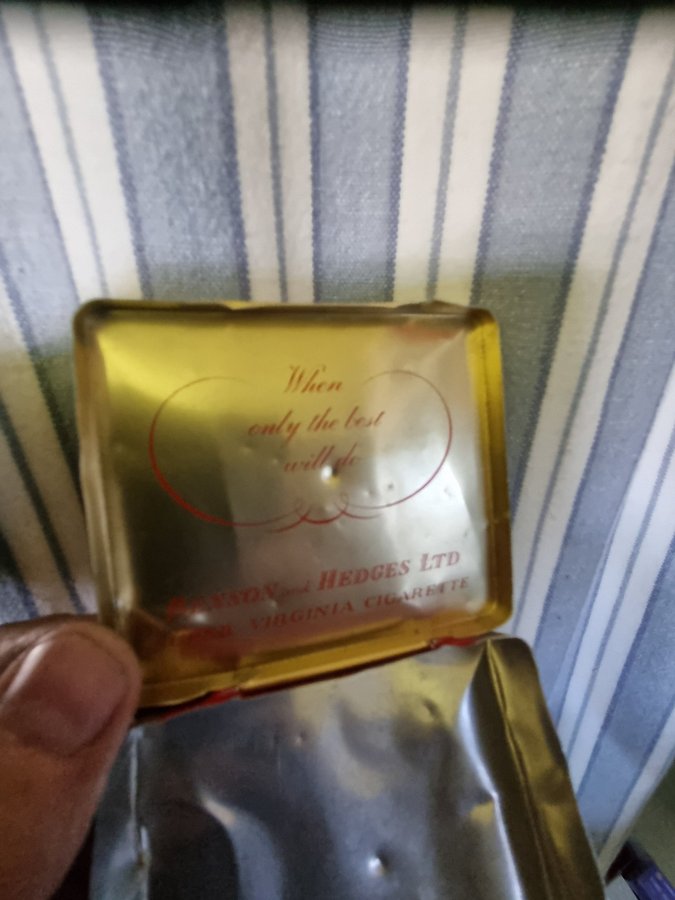 When
only the best
will do
BENSON and HEDGES LTD
VIRGINIA CIGARETTE